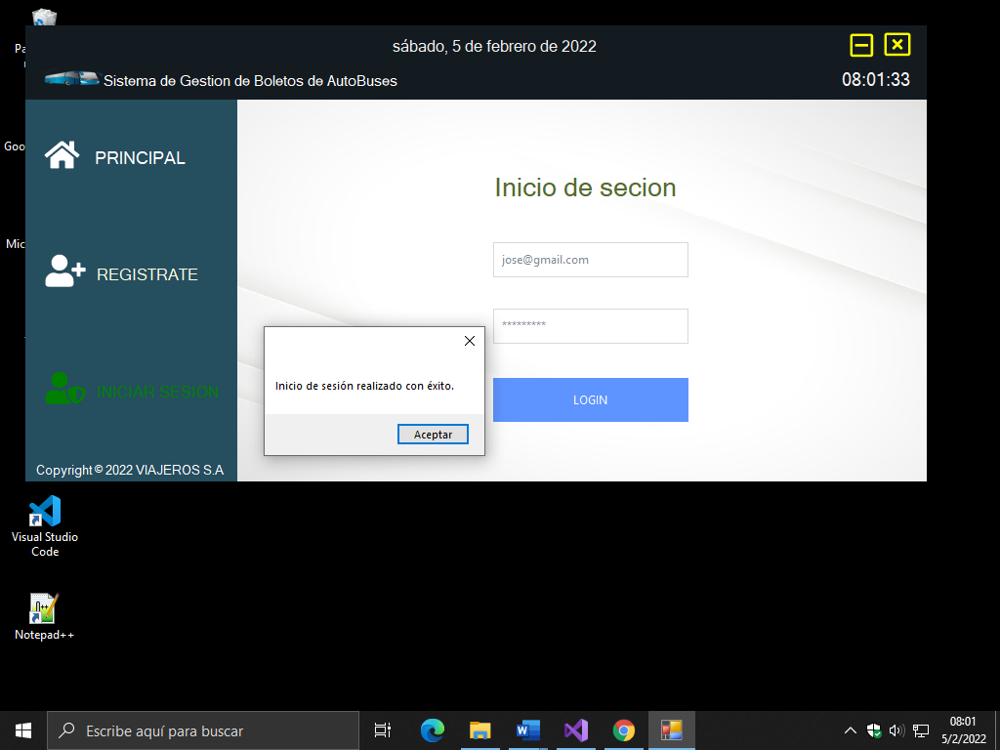 Pa
sábado, 5 de febrero de 2022
Sistema de Gestion de Boletos de AutoBuses
08:01:33
Goo
PRINCIPAL
Inicio de secion
Mic
jose@gmail.com
REGISTRATE
*********
Inicio de sesión realizado con éxito.
INICIAR SESION
LOGIN
Aceptar
Copyright © 2022 VIAJEROS S.A
Visual Studio
Code
Notepad++
Escribe aquí para buscar
08:01
5/2/2022